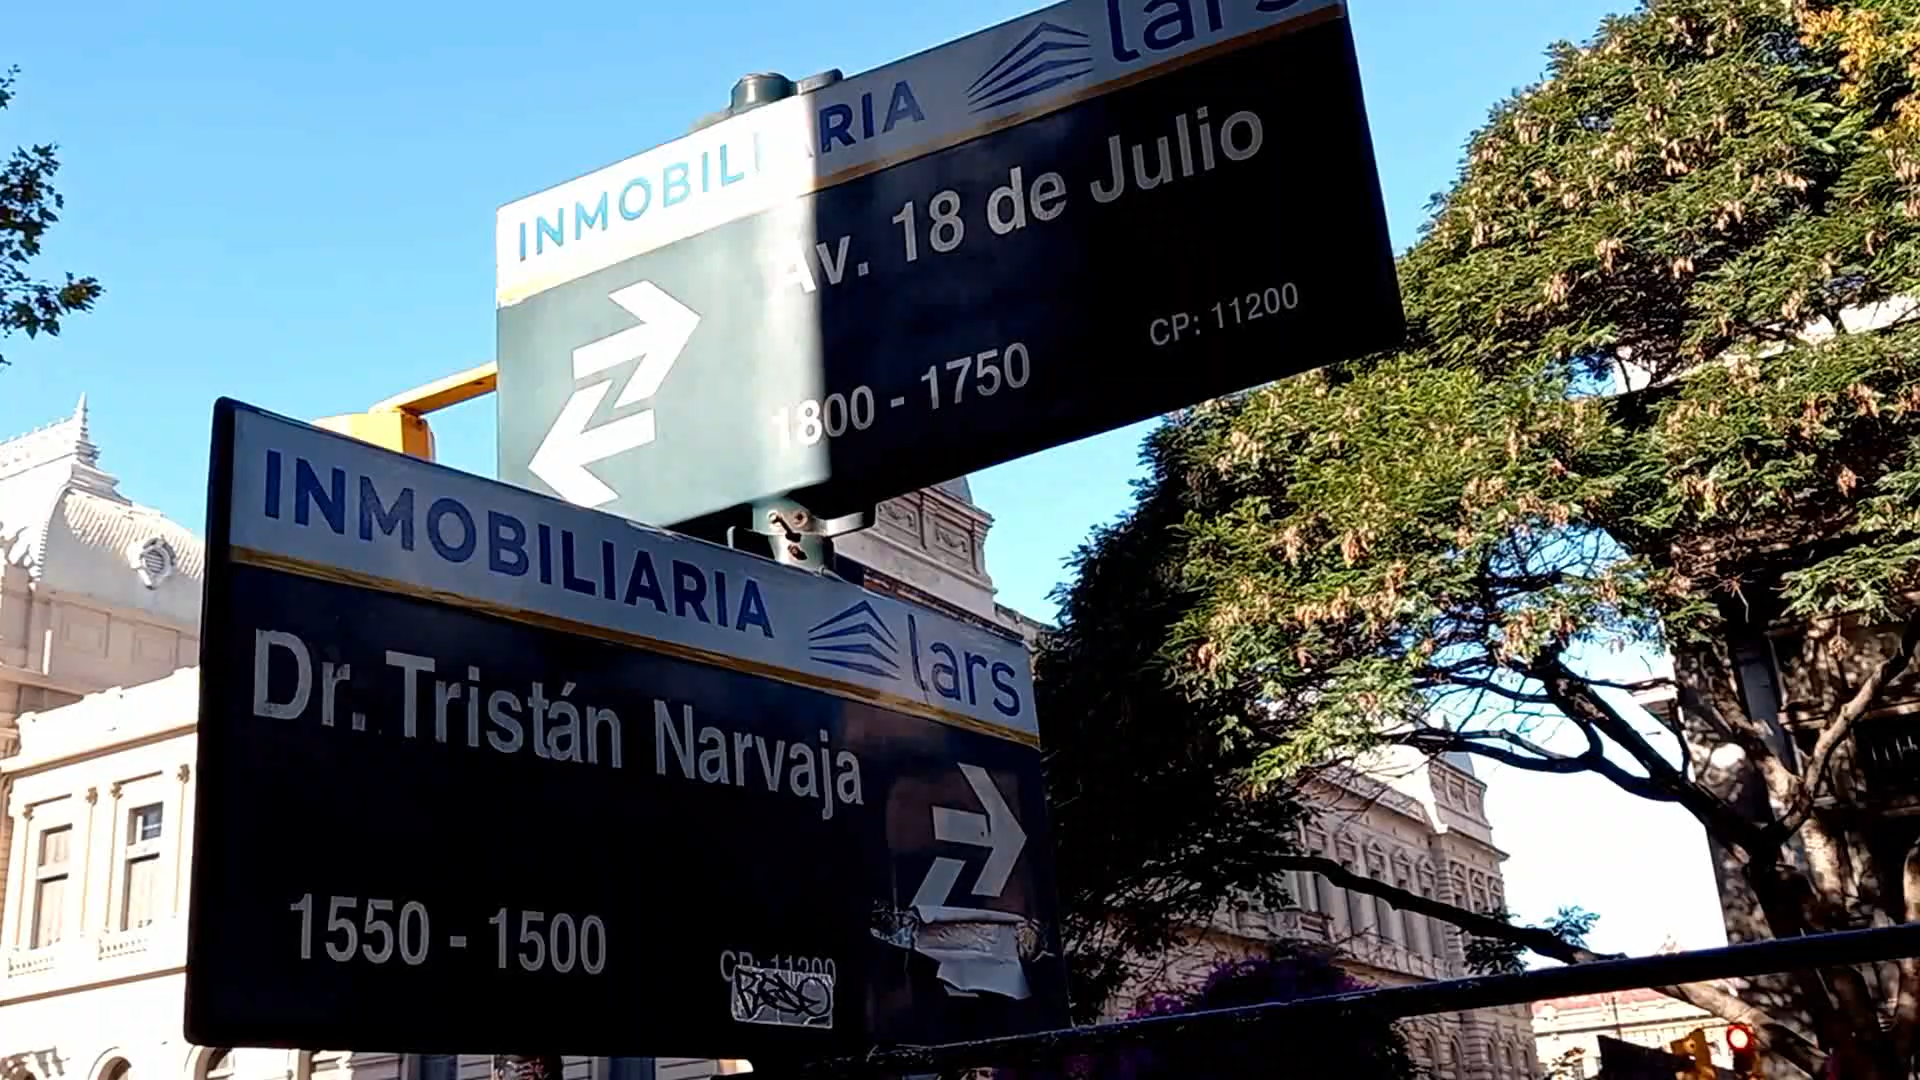 INMOBILIARIA lars
Av. 18 de Julio
CP: 11200
1800 - 1750
INMOBILIARIA lars
Dr. Tristán Narvaja
1550 - 1500
CP: 11200